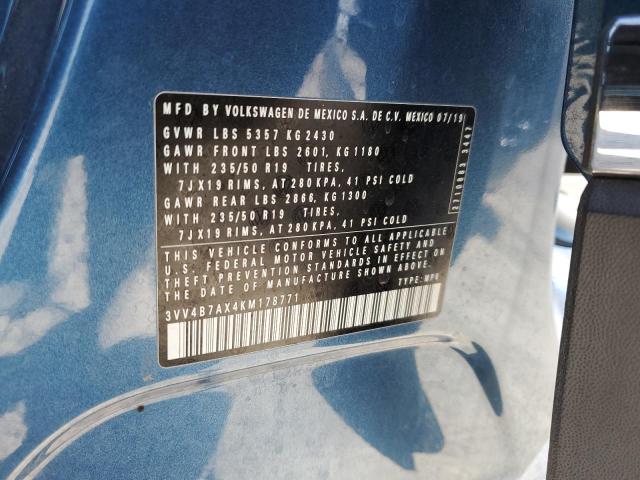 MFD BY VOLKSWAGEN DE MEXICO S.A. DE C.V. MEXICO 07/19
GVWR LBS 5357 KG 2430
GAWR FRONT LBS 2601, KG 1180
WITH 235/50 R19 TIRES,
7JX19 RIMS, AT 280 KPA, 41 PSI COLD
GAWR REAR LBS 2866, KG 1300
WITH 235/50 R19 TIRES,
7JX19 RIMS, AT 280 KPA, 41 PSI COLD
THIS VEHICLE CONFORMS TO ALL APPLICABLE
U.S. FEDERAL MOTOR VEHICLE SAFETY AND
THEFT PREVENTION STANDARDS IN EFFECT ON
THE DATE OF MANUFACTURE SHOWN ABOVE.
3VV4B7AX4KM178771 TYPE: MPV